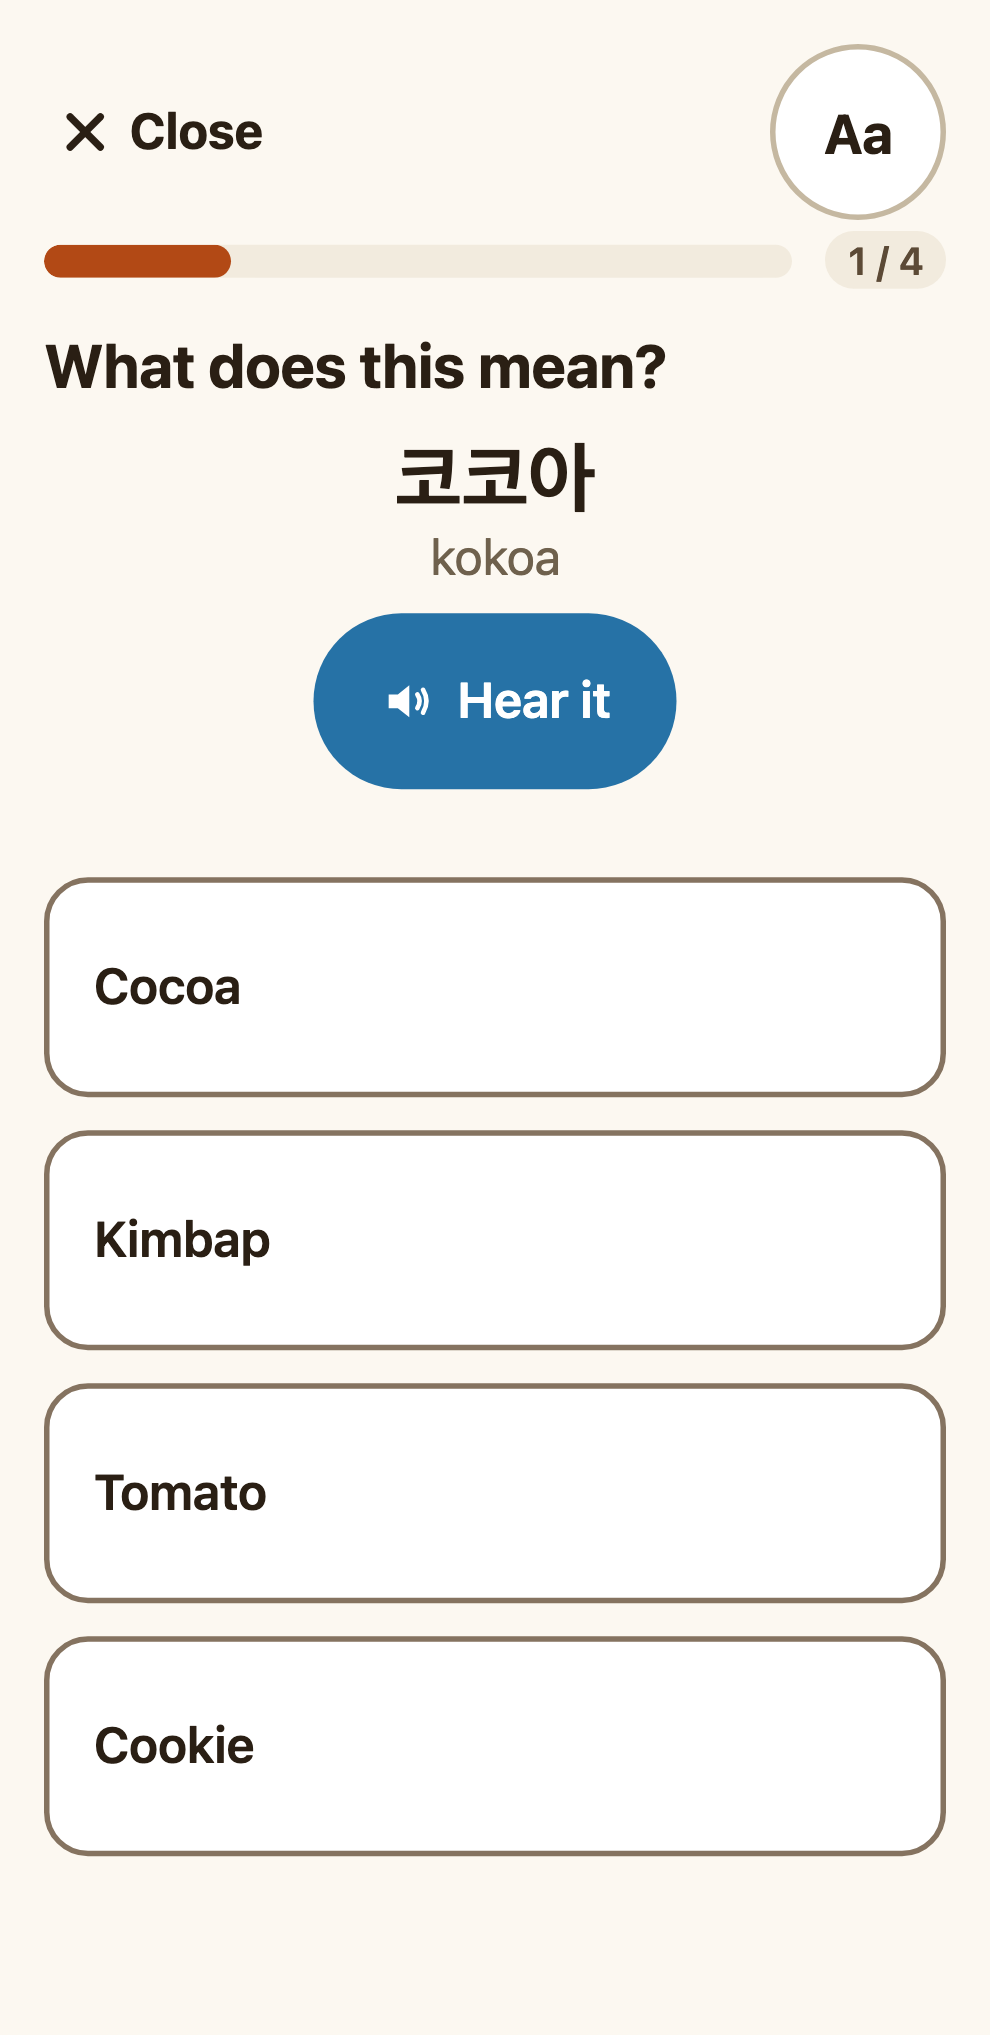 Close
Aa
1 / 4
What does this mean?
코코아
kokoa
Hear it
Cocoa
Kimbap
Tomato
Cookie